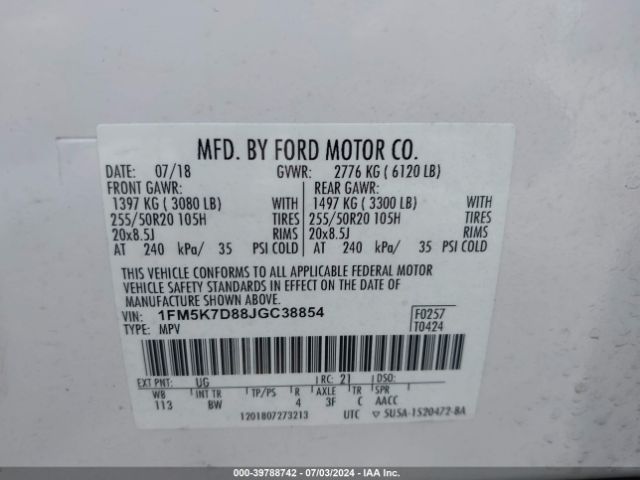 MFD. BY FORD MOTOR CO.
DATE: 07/18 GVWR: 2776 KG ( 6120 LB)
FRONT GAWR: REAR GAWR:
1397 KG ( 3080 LB) WITH 1497 KG ( 3300 LB) WITH
255/50R20 105H TIRES 255/50R20 105H TIRES
20x8.5J RIMS 20x8.5J RIMS
AT 240 kPa/ 35 PSI COLD AT 240 kPa/ 35 PSI COLD
THIS VEHICLE CONFORMS TO ALL APPLICABLE FEDERAL MOTOR
VEHICLE SAFETY STANDARDS IN EFFECT ON THE DATE OF
MANUFACTURE SHOWN ABOVE.
VIN: 1FM5K7D88JGC38854 F0257
TYPE: MPV T0424
EXT PNT: UG RC: 21 DSO:
WB INT TR TP/PS R AXLE TR SPR
113 BW 4 3F C AACC
1201807273213 UTC 5U5A-1520472-BA
© Image - ID: 39788742 - 07/03/2024 - IAA Inc.